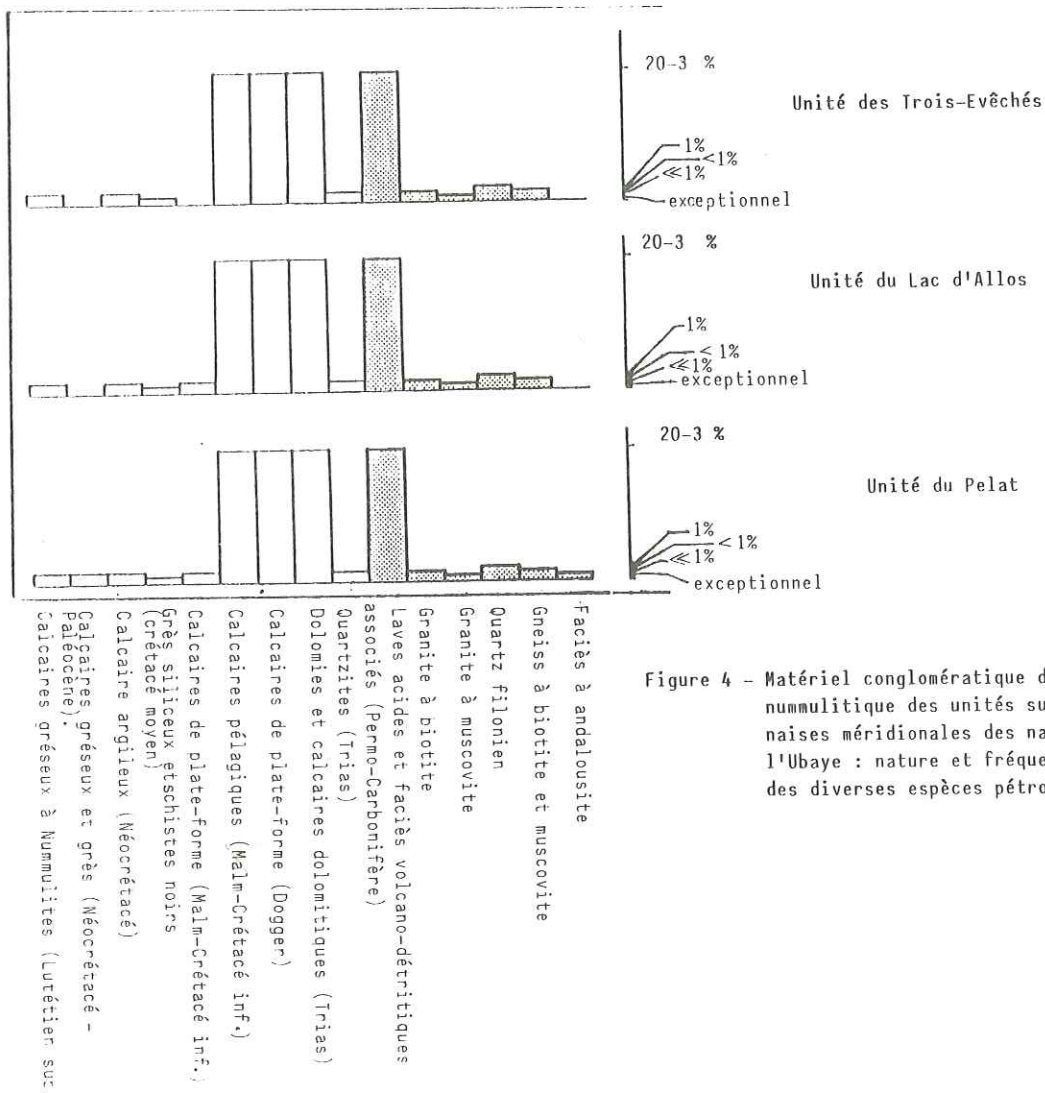 20-3 %
Unité des Trois-Evêchés
1%
<1%
≪1%
exceptionnel
20-3 %
Unité du Lac d'Allos
1%
< 1%
≪1%
exceptionnel
20-3 %
Unité du Pelat
1%
< 1%
≪ 1%
exceptionnel
Calcaires gréseux à Nummulites (Lutétien
Calcaires gréseux et grès (Néocrétacé -
Paléocène).
Calcaire argileux (Néocrétacé)
Grès siliceux etschistes noirs
(crétacé moyen)
Calcaires de plate-forme (Malm-Crétacé inf.)
Calcaires pélagiques (Malm-Crétacé inf.)
Calcaires de plate-forme (Dogger)
Dolomies et calcaires dolomitiques (Trias)
Quartzites (Trias)
Laves acides et faciès volcano-détritiques
associés (Permo-Carbonifère)
Granite à biotite
Granite à muscovite
Quartz filonien
Gneiss à biotite et muscovite
Faciès à andalousite
Figure 4 - Matériel conglomératique d
nummulitique des unités su
naises méridionales des na
l'Ubaye : nature et fréque
des diverses espèces pétro